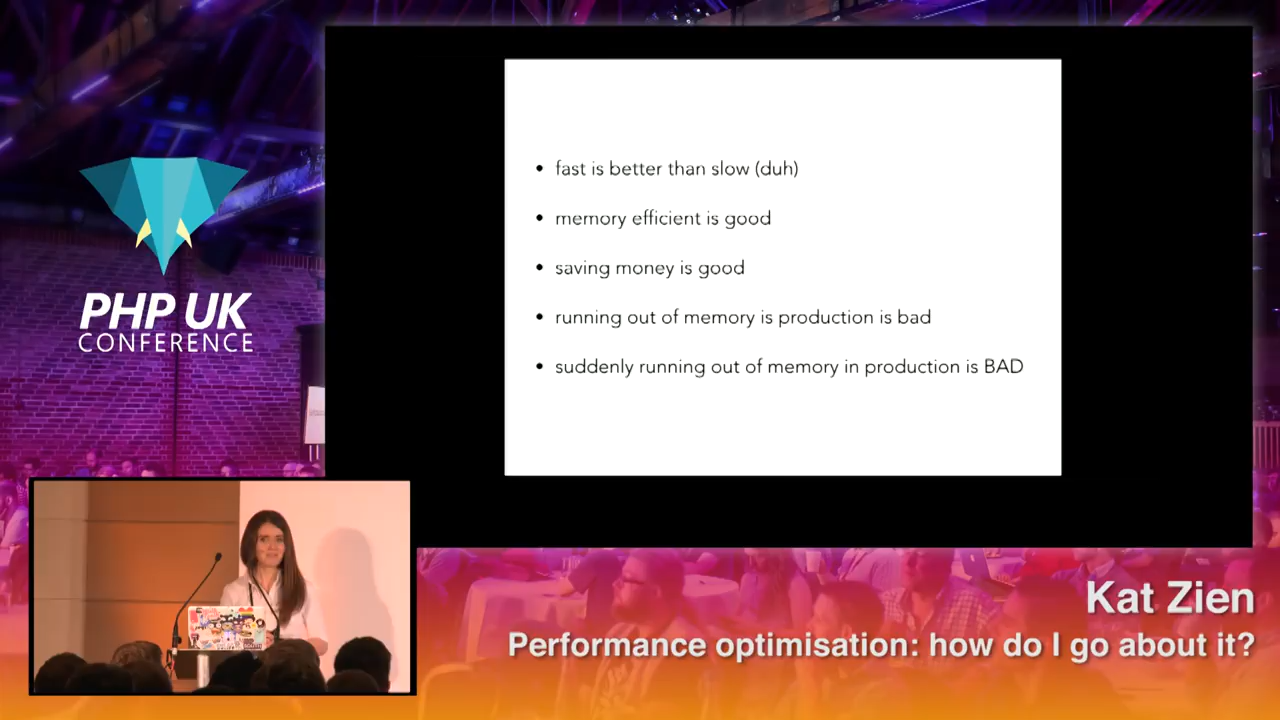 fast is better than slow (duh)
memory efficient is good
saving money is good
running out of memory is production is bad
suddenly running out of memory in production is BAD
PHP UK
CONFERENCE
Kat Zien
Performance optimisation: how do I go about it?